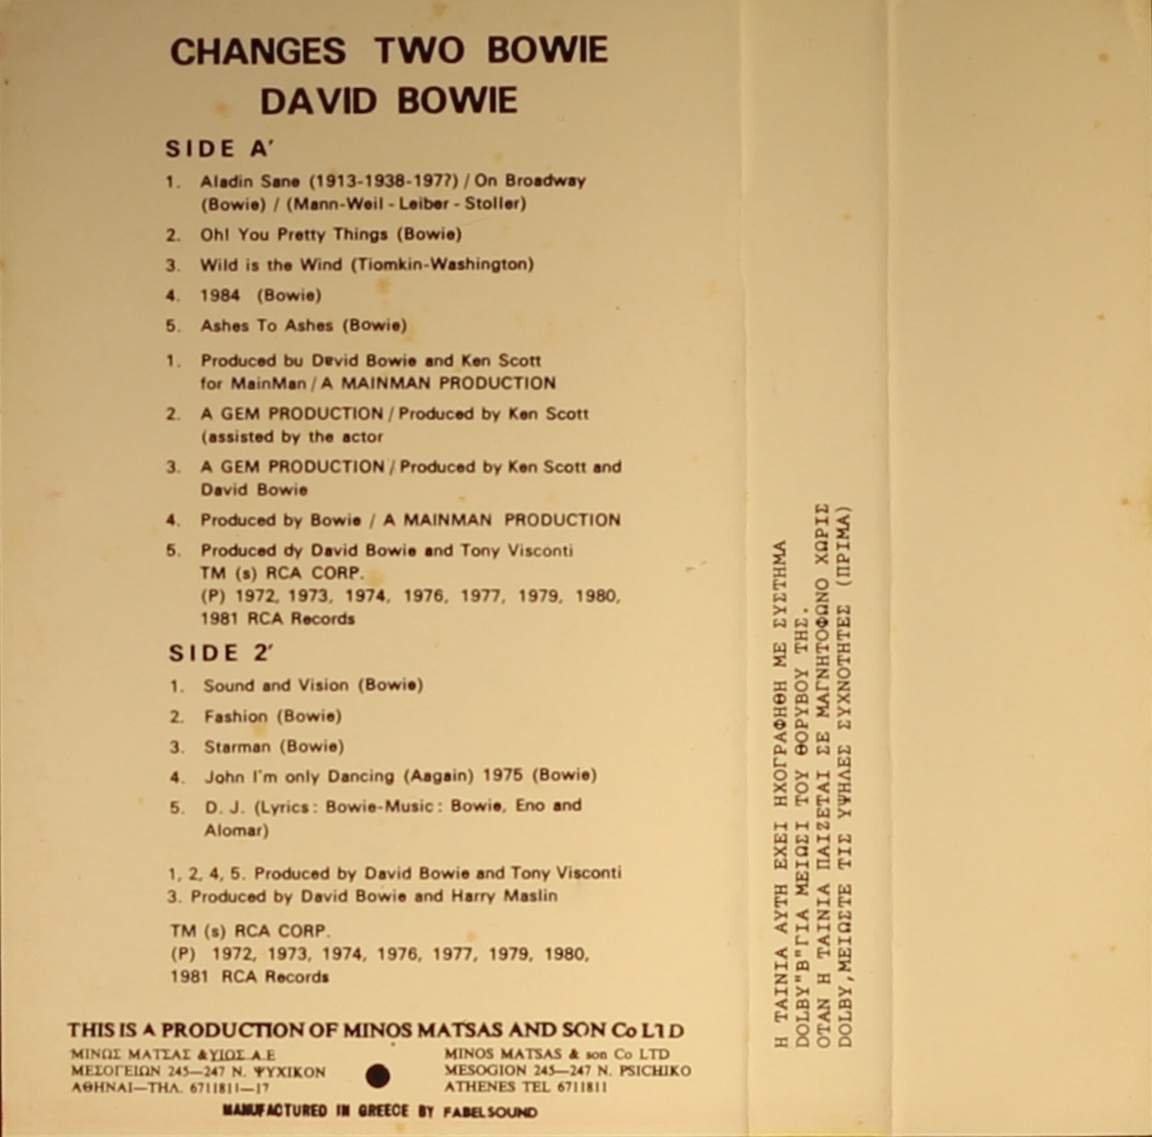 CHANGES TWO BOWIE
DAVID BOWIE
SIDE A'
1. Aladin Sane (1913-1938-197?) / On Broadway
(Bowie) / (Mann-Weil - Leiber - Stoller)
2. Oh! You Pretty Things (Bowie)
3. Wild is the Wind (Tiomkin-Washington)
4. 1984 (Bowie)
5. Ashes To Ashes (Bowie)
1. Produced bu David Bowie and Ken Scott
for MainMan / A MAINMAN PRODUCTION
2. A GEM PRODUCTION / Produced by Ken Scott
(assisted by the actor
3. A GEM PRODUCTION / Produced by Ken Scott and
David Bowie
4. Produced by Bowie / A MAINMAN PRODUCTION
5. Produced dy David Bowie and Tony Visconti
TM (s) RCA CORP.
(P) 1972, 1973, 1974, 1976, 1977, 1979, 1980,
1981 RCA Records
SIDE 2'
1. Sound and Vision (Bowie)
2. Fashion (Bowie)
3. Starman (Bowie)
4. John I'm only Dancing (Aagain) 1975 (Bowie)
5. D. J. (Lyrics : Bowie-Music : Bowie, Eno and
Alomar)
1, 2, 4, 5. Produced by David Bowie and Tony Visconti
3. Produced by David Bowie and Harry Maslin
TM (s) RCA CORP.
(P) 1972, 1973, 1974, 1976, 1977, 1979, 1980,
1981 RCA Records
THIS IS A PRODUCTION OF MINOS MATSAS AND SON Co LTD
ΜΙΝΩΣ ΜΑΤΣΑΣ & ΥΙΟΣ Α.Ε
ΜΕΣΟΓΕΙΩΝ 245—247 Ν. ΨΥΧΙΚΟΝ
ΑΘΗΝΑΙ—ΤΗΛ. 6711811—17
MINOS MATSAS & son Co LTD
MESOGION 245—247 N. PSICHIKO
ATHENES TEL 6711811
MANUFACTURED IN GREECE BY FABELSOUND
Η ΤΑΙΝΙΑ ΑΥΤΗ ΕΧΕΙ ΗΧΟΓΡΑΦΗΘΗ ΜΕ ΣΥΣΤΗΜΑ
DOLBY"B"ΓΙΑ ΜΕΙΩΣΙ ΤΟΥ ΘΟΡΥΒΟΥ ΤΗΣ.
ΟΤΑΝ Η ΤΑΙΝΙΑ ΠΑΙΖΕΤΑΙ ΣΕ ΜΑΓΝΗΤΟΦΩΝΟ ΧΩΡΙΣ
DOLBY,ΜΕΙΩΣΤΕ ΤΙΣ ΥΨΗΛΕΣ ΣΥΧΝΟΤΗΤΕΣ (ΠΡΙΜΑ)